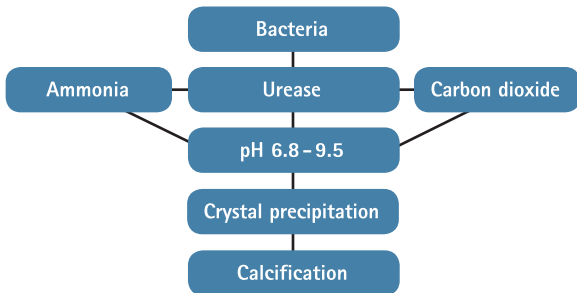 Bacteria
Ammonia
Urease
Carbon dioxide
pH 6.8–9.5
Crystal precipitation
Calcification